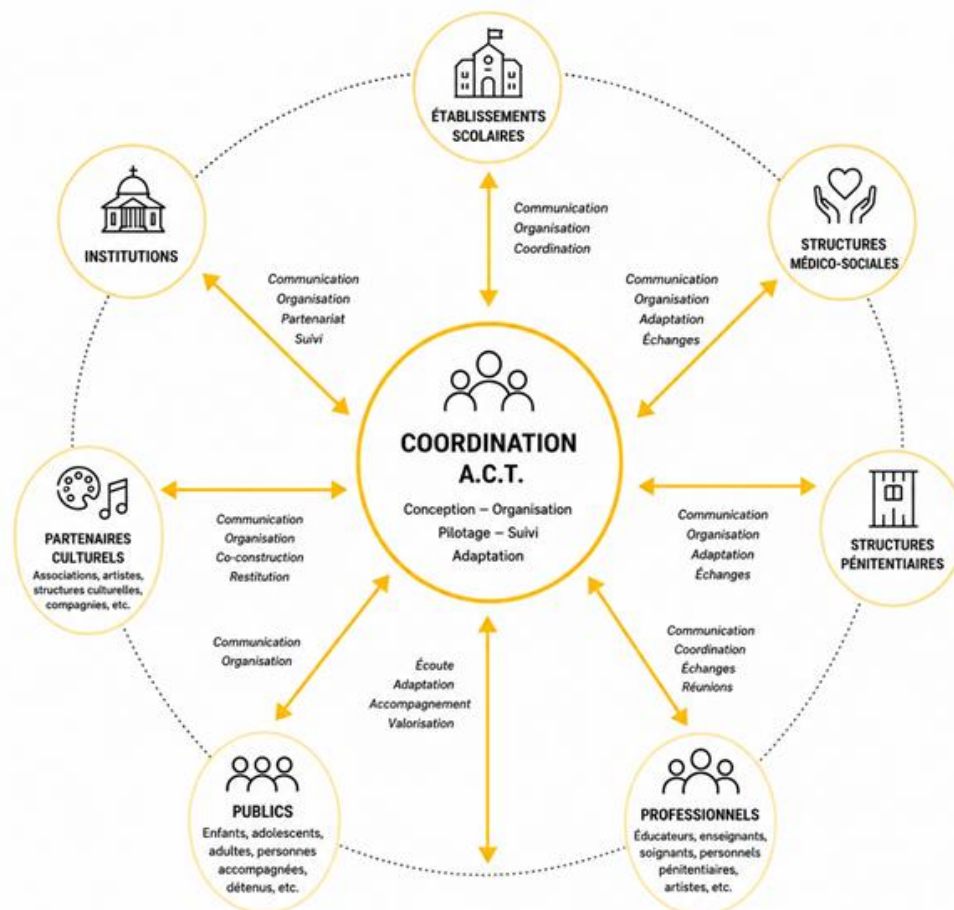 ÉTABLISSEMENTS
SCOLAIRES
Communication
Organisation
Coordination
INSTITUTIONS
Communication
Organisation
Partenariat
Suivi
STRUCTURES
MÉDICO-SOCIALES
Communication
Organisation
Adaptation
Échanges
COORDINATION
A.C.T.
Conception – Organisation
Pilotage – Suivi
Adaptation
PARTENAIRES
CULTURELS
Associations, artistes,
structures culturelles,
compagnies, etc.
Communication
Organisation
Co-construction
Restitution
STRUCTURES
PÉNITENTIAIRES
Communication
Organisation
Adaptation
Échanges
Communication
Organisation
Écoute
Adaptation
Accompagnement
Valorisation
Communication
Coordination
Échanges
Réunions
PUBLICS
Enfants, adolescents,
adultes, personnes
accompagnées,
détenus, etc.
PROFESSIONNELS
Éducateurs, enseignants,
soignants, personnels
pénitentiaires,
artistes, etc.